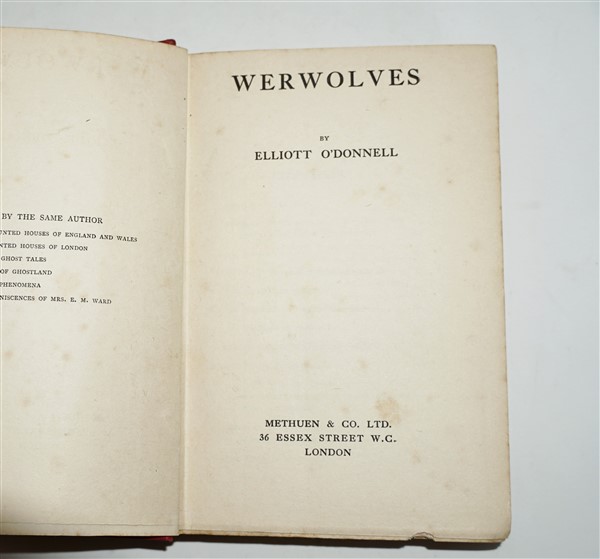 BY THE SAME AUTHOR
HOUSES OF ENGLAND AND WALES
HOUSES OF LONDON
GHOST TALES
OF GHOSTLAND
PHENOMENA
OF MRS. E. M. WARD
WERWOLVES
BY
ELLIOTT O'DONNELL
METHUEN & CO. LTD.
36 ESSEX STREET W.C.
LONDON